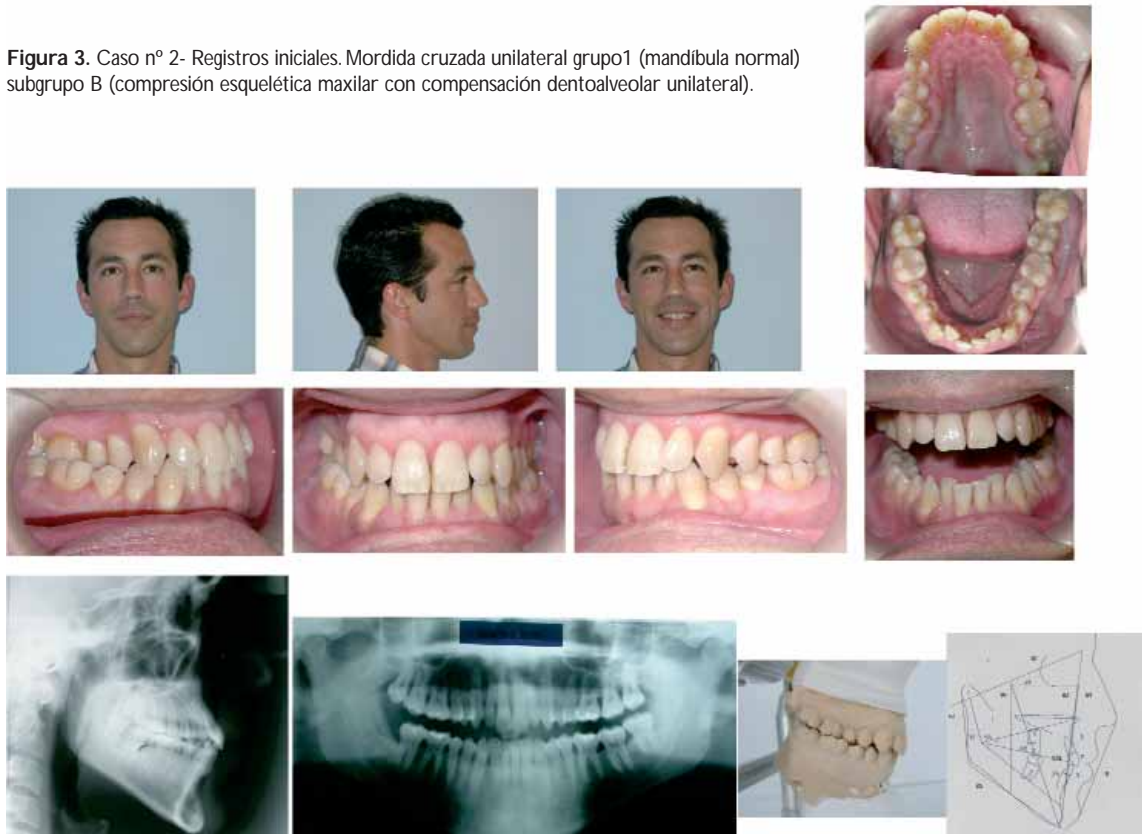 Figura 3. Caso nº 2- Registros iniciales. Mordida cruzada unilateral grupo1 (mandíbula normal)
subgrupo B (compresión esquelética maxilar con compensación dentoalveolar unilateral).